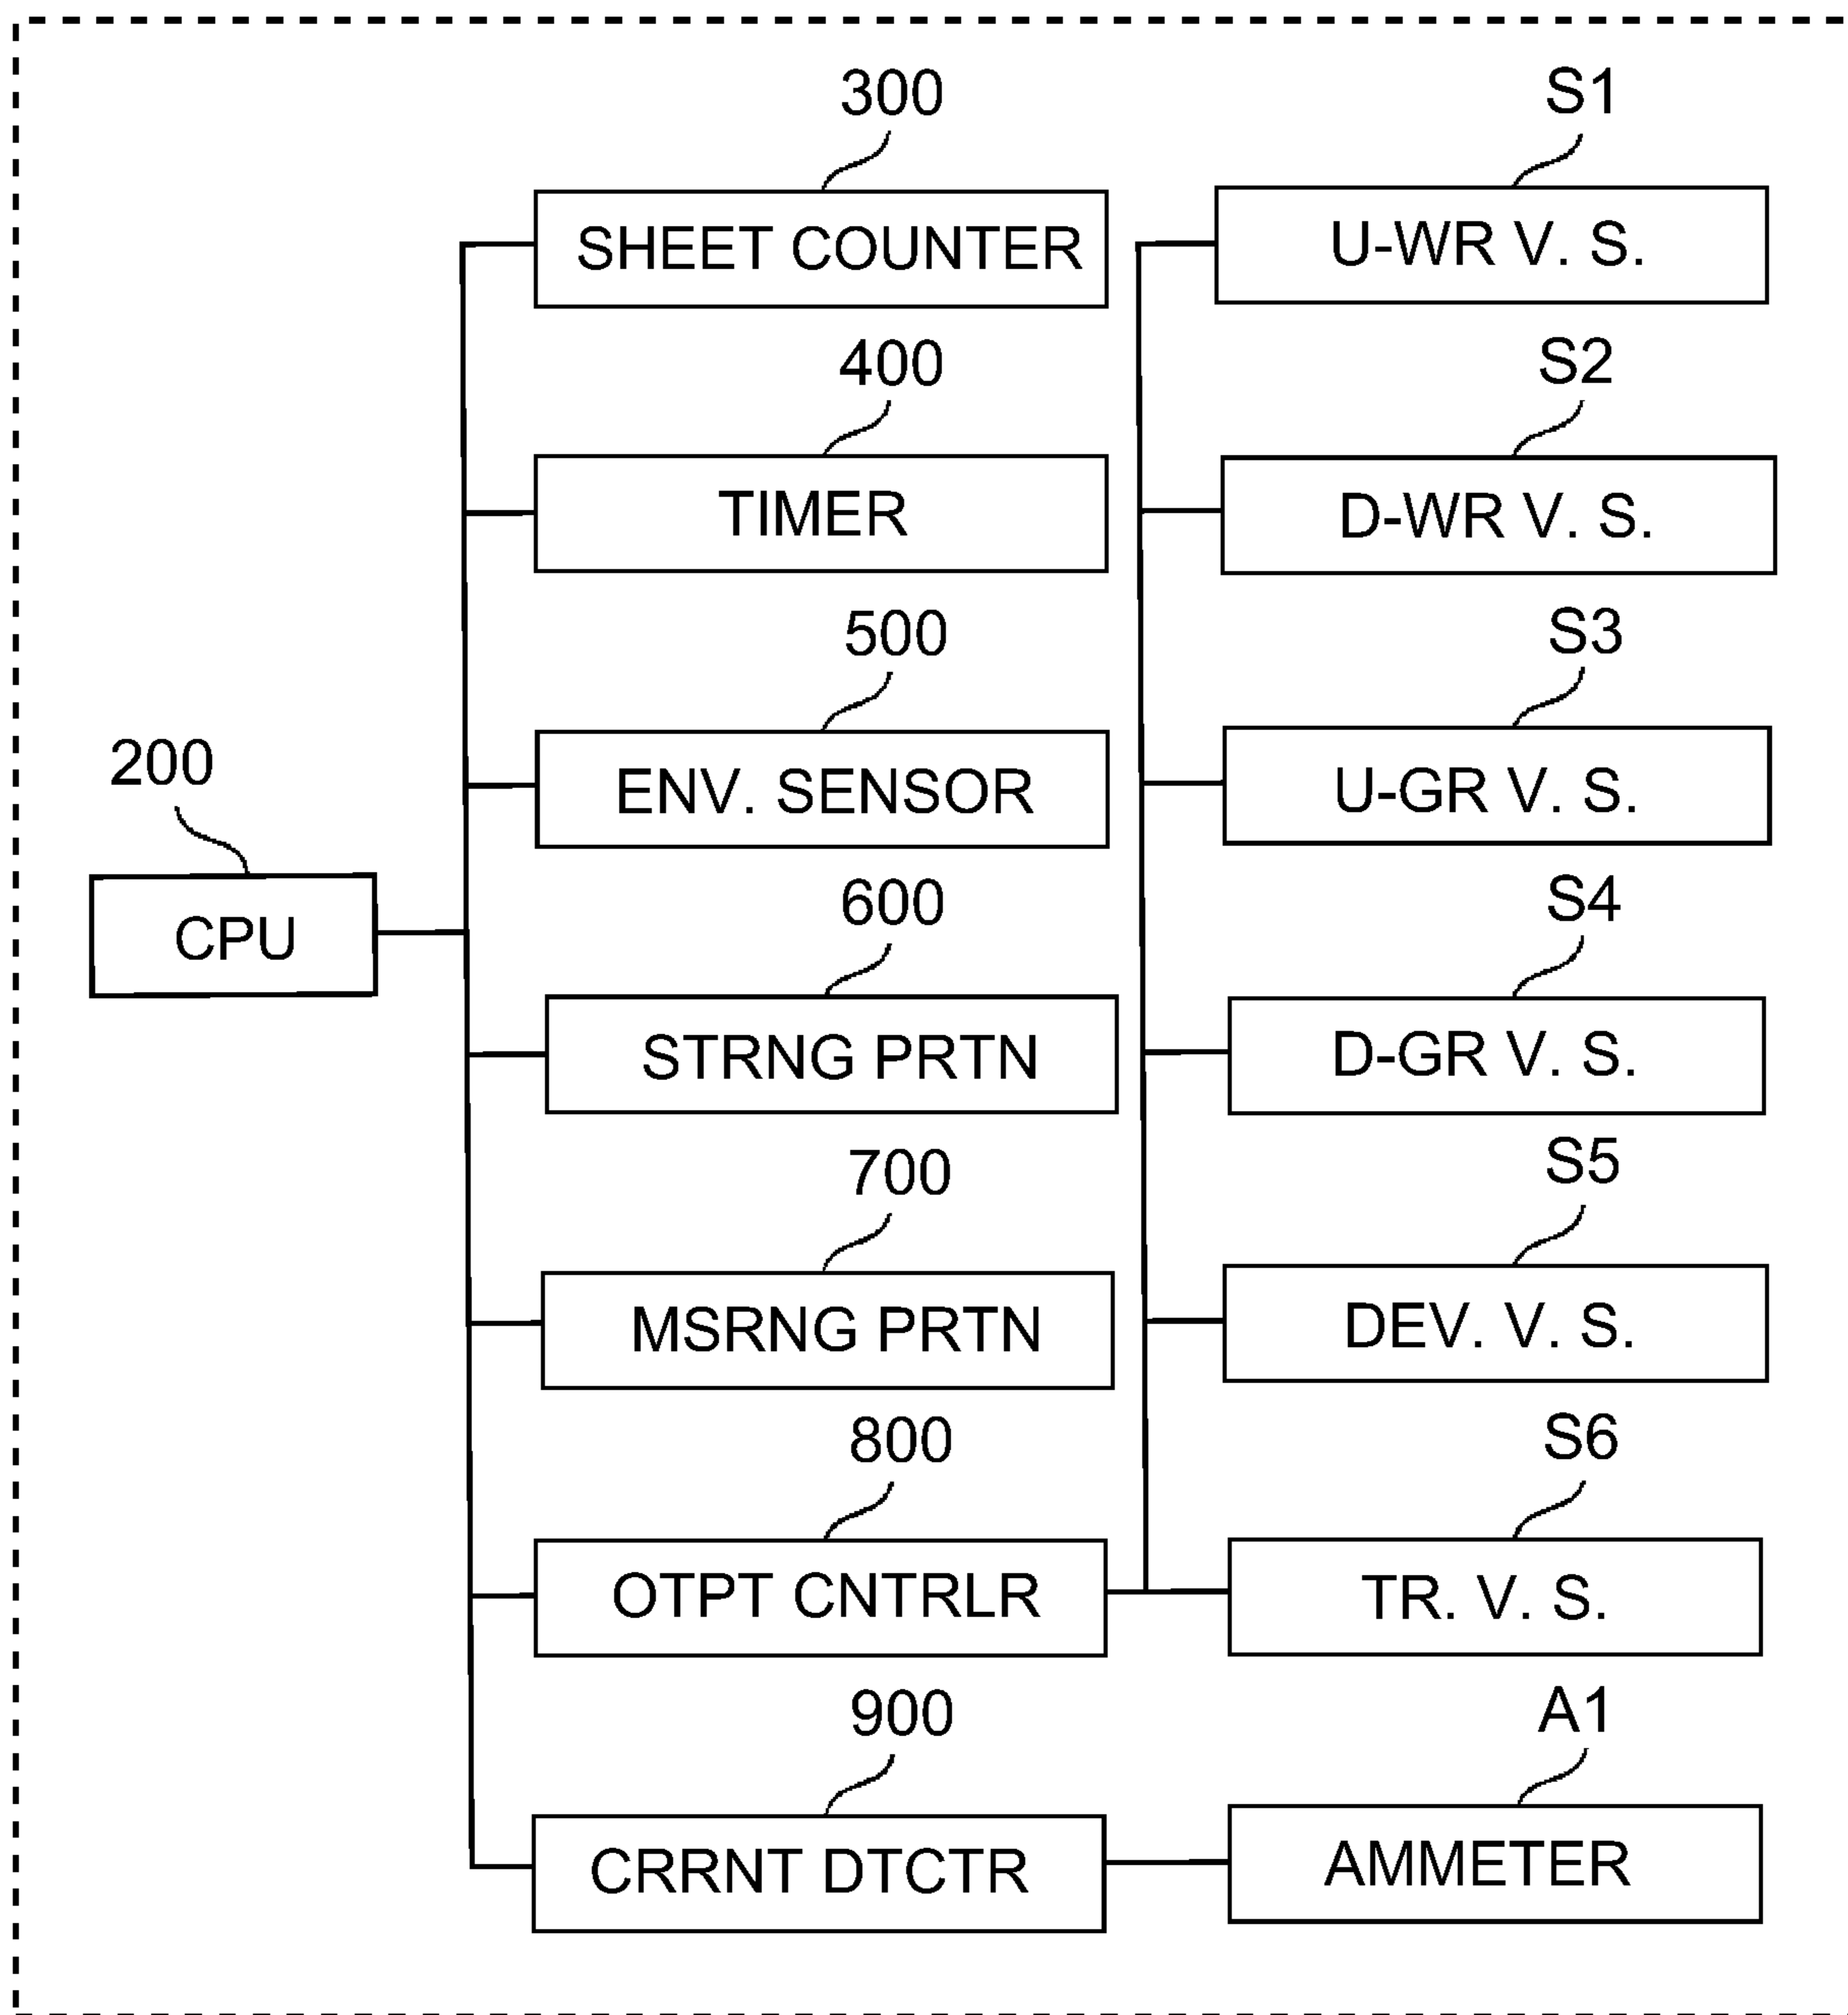 300
S1
SHEET COUNTER
U-WR V. S.
400
S2
TIMER
D-WR V. S.
500
S3
ENV. SENSOR
U-GR V. S.
200
CPU
600
S4
STRNG PRTN
D-GR V. S.
700
S5
MSRNG PRTN
DEV. V. S.
800
S6
OTPT CNTRLR
TR. V. S.
900
A1
CRRNT DTCTR
AMMETER